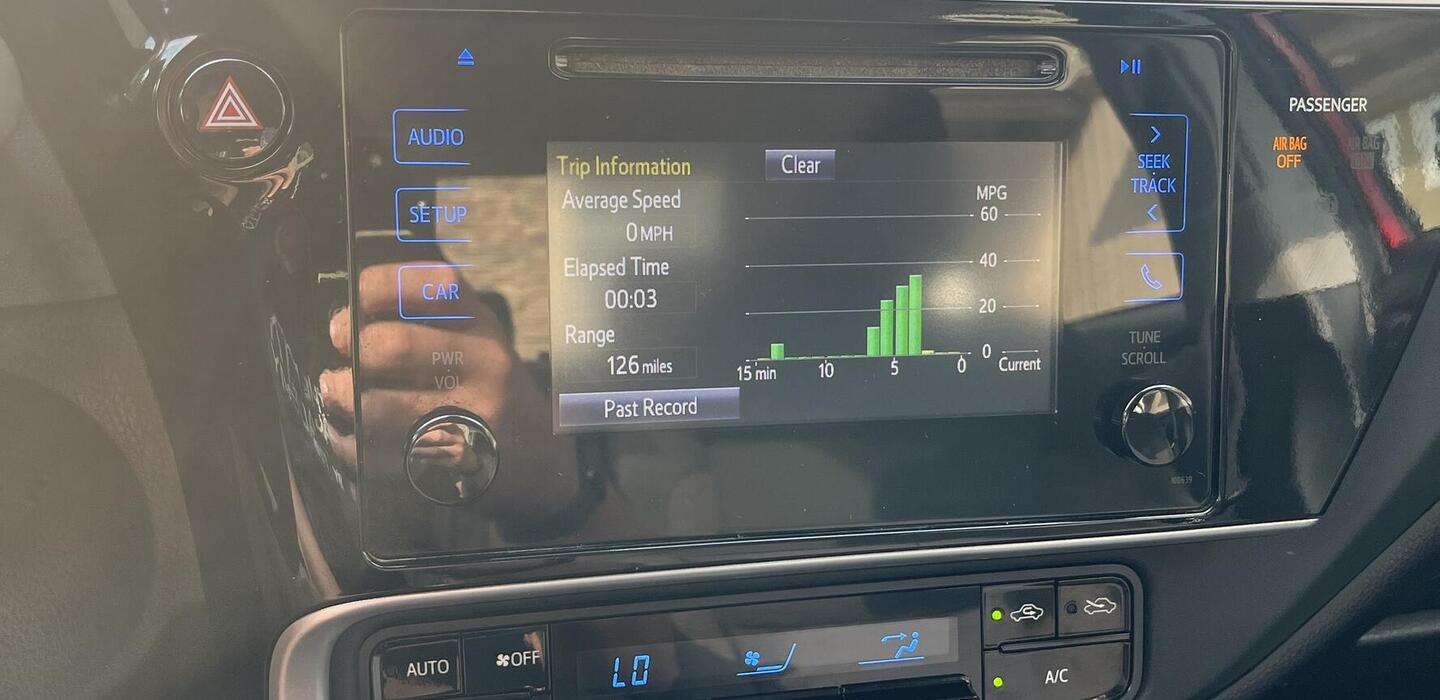 PASSENGER
AIR BAG
OFF
AUDIO
SETUP
CAR
PWR
VOL
Trip Information
Clear
Average Speed
0 MPH
Elapsed Time
00:03
Range
126 miles
Past Record
MPG
60
40
20
0
15 min 10 5 0 Current
SEEK
TRACK
TUNE
SCROLL
100639
AUTO
OFF
LO
A/C